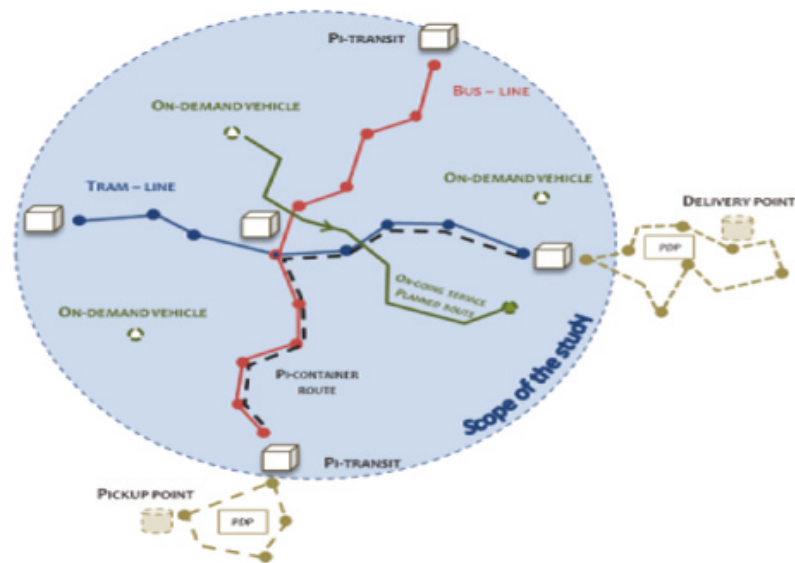 PI-TRANSIT
BUS – LINE
ON-DEMAND VEHICLE
TRAM – LINE
ON-DEMAND VEHICLE
DELIVERY POINT
PDP
ON-GOING SERVICE
PLANNED ROUTE
ON-DEMAND VEHICLE
PI-CONTAINER
ROUTE
Scope of the study
PI-TRANSIT
PICKUP POINT
PDP